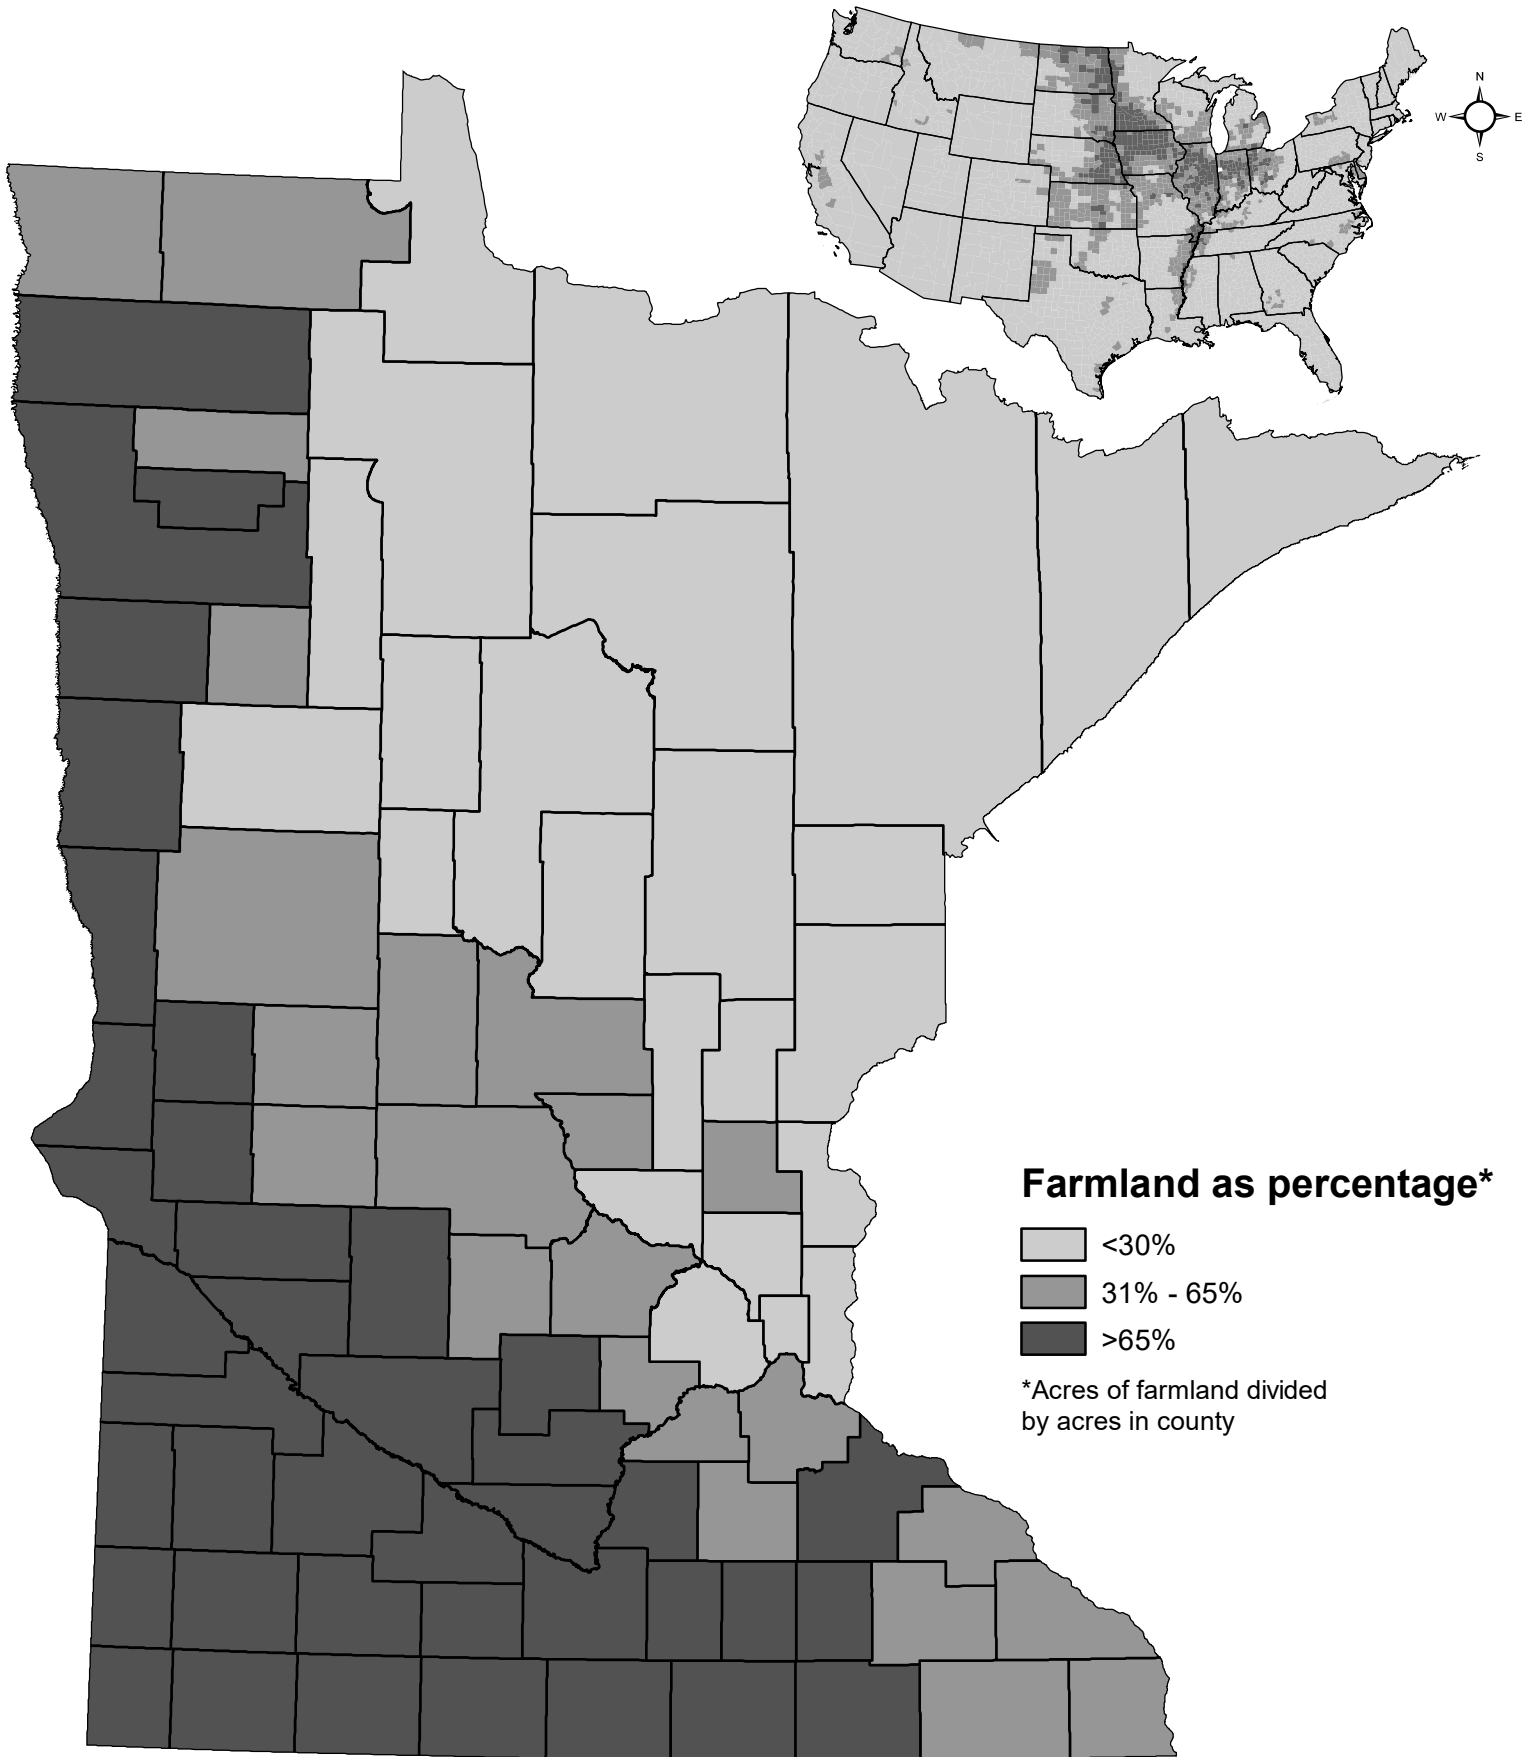 N
W E
S
Farmland as percentage*
<30%
31% - 65%
>65%
*Acres of farmland divided
by acres in county